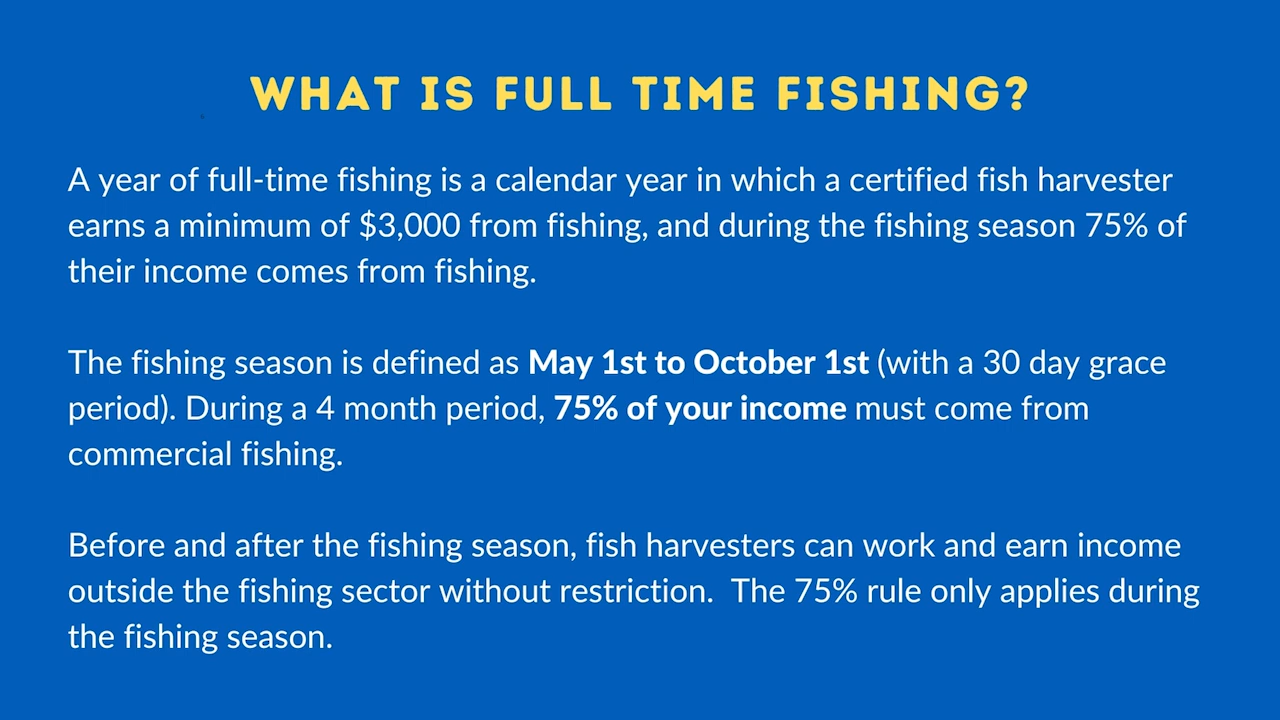 WHAT IS FULL TIME FISHING?
A year of full-time fishing is a calendar year in which a certified fish harvester
earns a minimum of $3,000 from fishing, and during the fishing season 75% of
their income comes from fishing.
The fishing season is defined as May 1st to October 1st (with a 30 day grace
period). During a 4 month period, 75% of your income must come from
commercial fishing.
Before and after the fishing season, fish harvesters can work and earn income
outside the fishing sector without restriction.  The 75% rule only applies during
the fishing season.